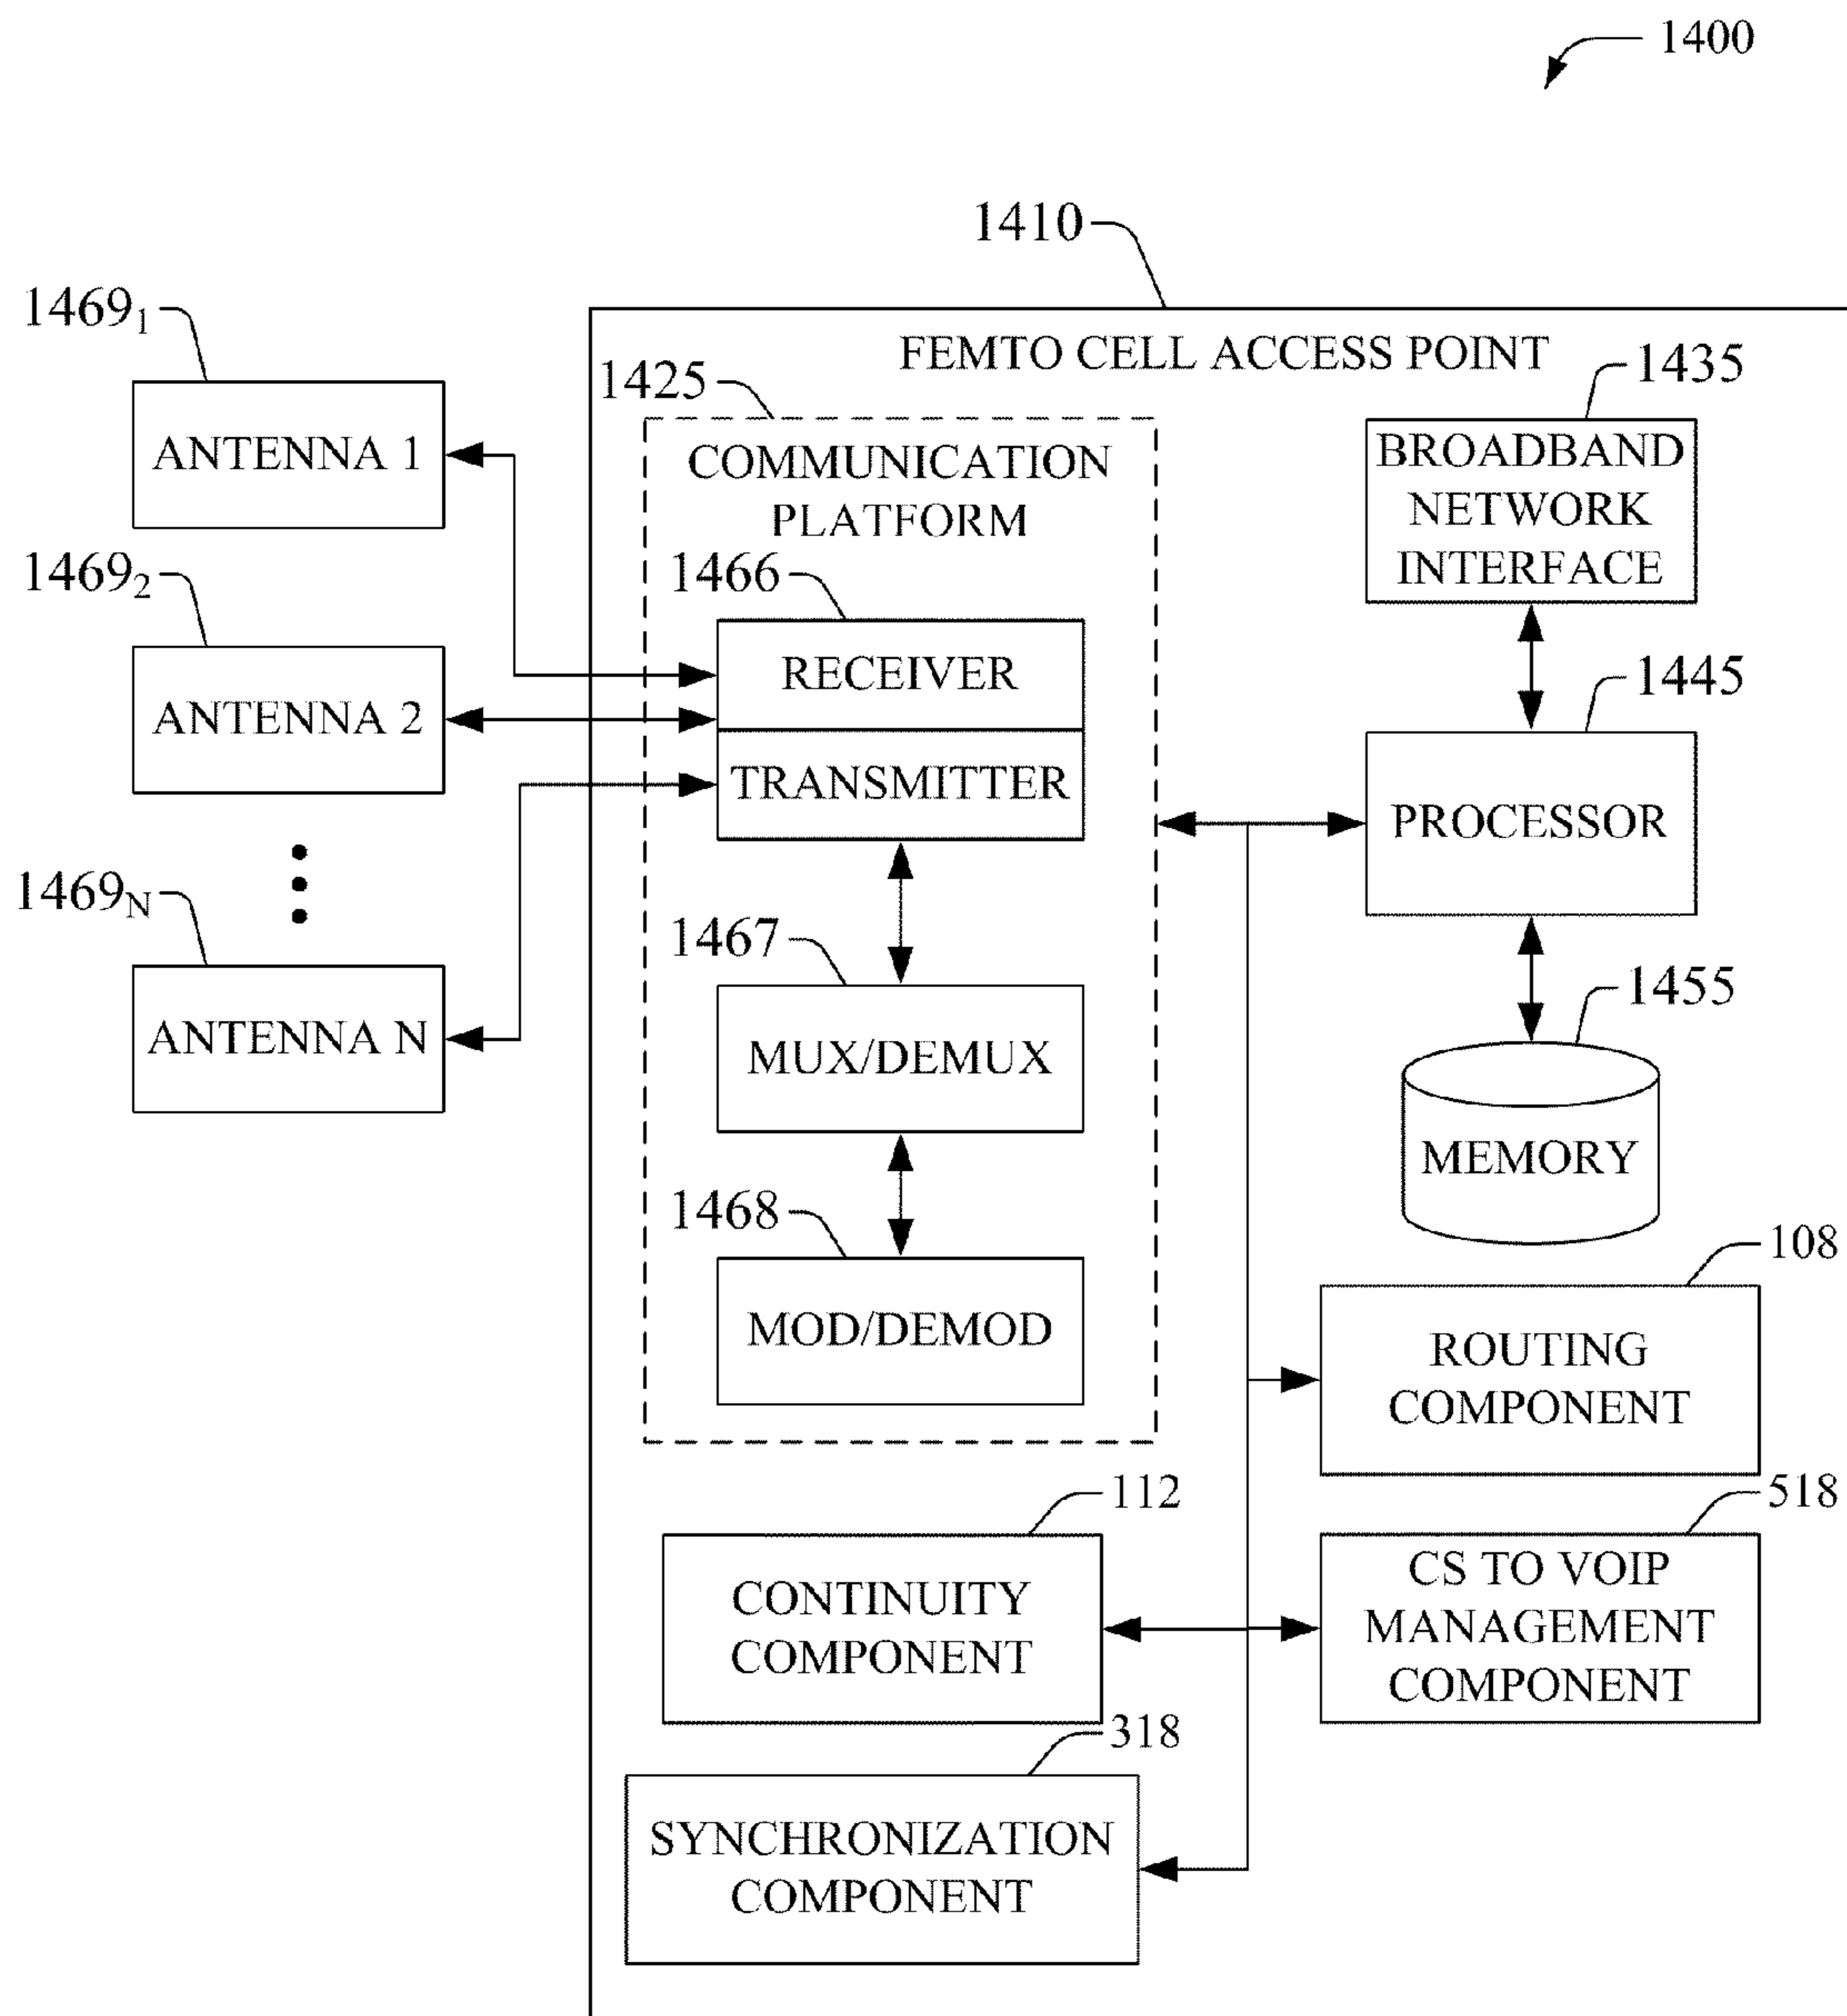 1400
1410
FEMTO CELL ACCESS POINT
1469₁
ANTENNA 1
1469₂
ANTENNA 2
1469N
ANTENNA N
1425
COMMUNICATION
PLATFORM
1466
RECEIVER
TRANSMITTER
1467
MUX/DEMUX
1468
MOD/DEMOD
1435
BROADBAND
NETWORK
INTERFACE
1445
PROCESSOR
1455
MEMORY
108
ROUTING
COMPONENT
112
CONTINUITY
COMPONENT
518
CS TO VOIP
MANAGEMENT
COMPONENT
318
SYNCHRONIZATION
COMPONENT